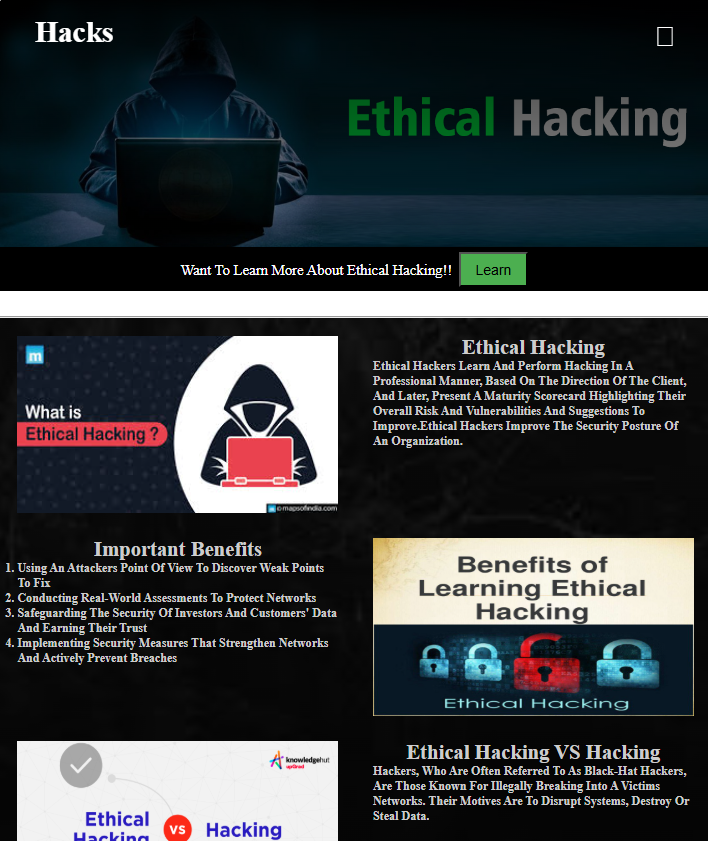 Hacks
Ethical Hacking
Want To Learn More About Ethical Hacking!! Learn
m
What is
Ethical Hacking ?
m © mapsofindia.com
Ethical Hacking
Ethical Hackers Learn And Perform Hacking In A
Professional Manner, Based On The Direction Of The Client,
And Later, Present A Maturity Scorecard Highlighting Their
Overall Risk And Vulnerabilities And Suggestions To
Improve.Ethical Hackers Improve The Security Posture Of
An Organization.
Important Benefits
1. Using An Attackers Point Of View To Discover Weak Points
To Fix
2. Conducting Real-World Assessments To Protect Networks
3. Safeguarding The Security Of Investors And Customers' Data
And Earning Their Trust
4. Implementing Security Measures That Strengthen Networks
And Actively Prevent Breaches
Benefits of
Learning Ethical
Hacking
Ethical Hacking
knowledgehut
upGrad
Ethical
Hacking
VS
Hacking
Ethical Hacking VS Hacking
Hackers, Who Are Often Referred To As Black-Hat Hackers,
Are Those Known For Illegally Breaking Into A Victims
Networks. Their Motives Are To Disrupt Systems, Destroy Or
Steal Data.